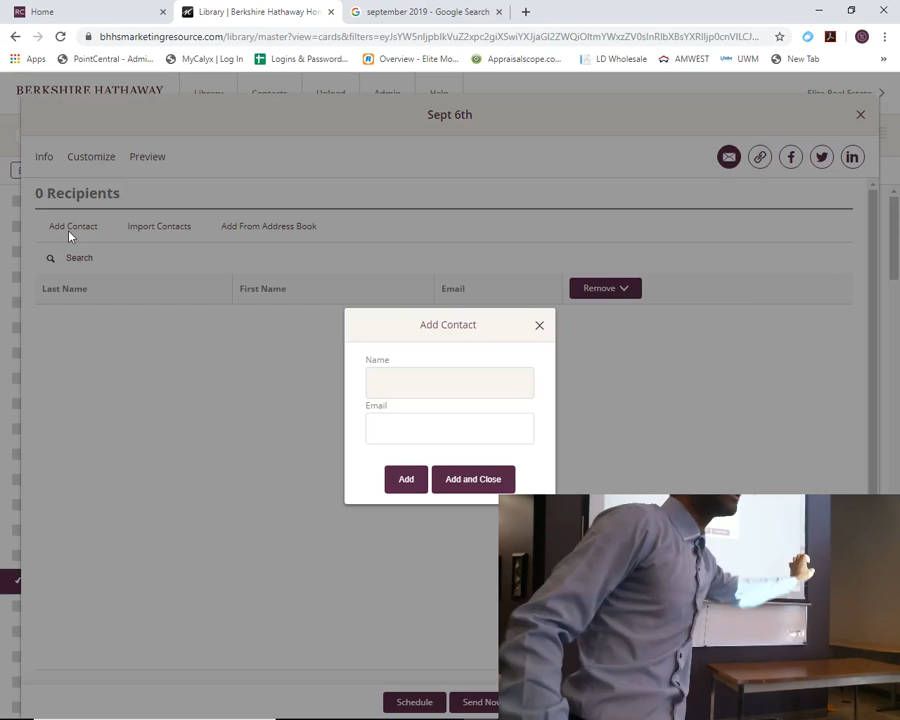 Home
Library | Berkshire Hathaway Hom
september 2019 - Google Search
bhhsmarketingresource.com/library/master?view=cards&filters=
Apps
PointCentral - Admi...
MyCalyx | Log In
Logins & Password...
Overview - Elite Mo...
Appraisalscope.co...
LD Wholesale
AMWEST
UWM
New Tab
BERKSHIRE HATHAWAY
Library
Contacts
Upload
Admin
Help
Elite Real Estate
Sept 6th
Info
Customize
Preview
0 Recipients
Add Contact
Import Contacts
Add From Address Book
Search
Last Name
First Name
Email
Remove
Add Contact
Name
Email
Add
Add and Close
Schedule
Send Now